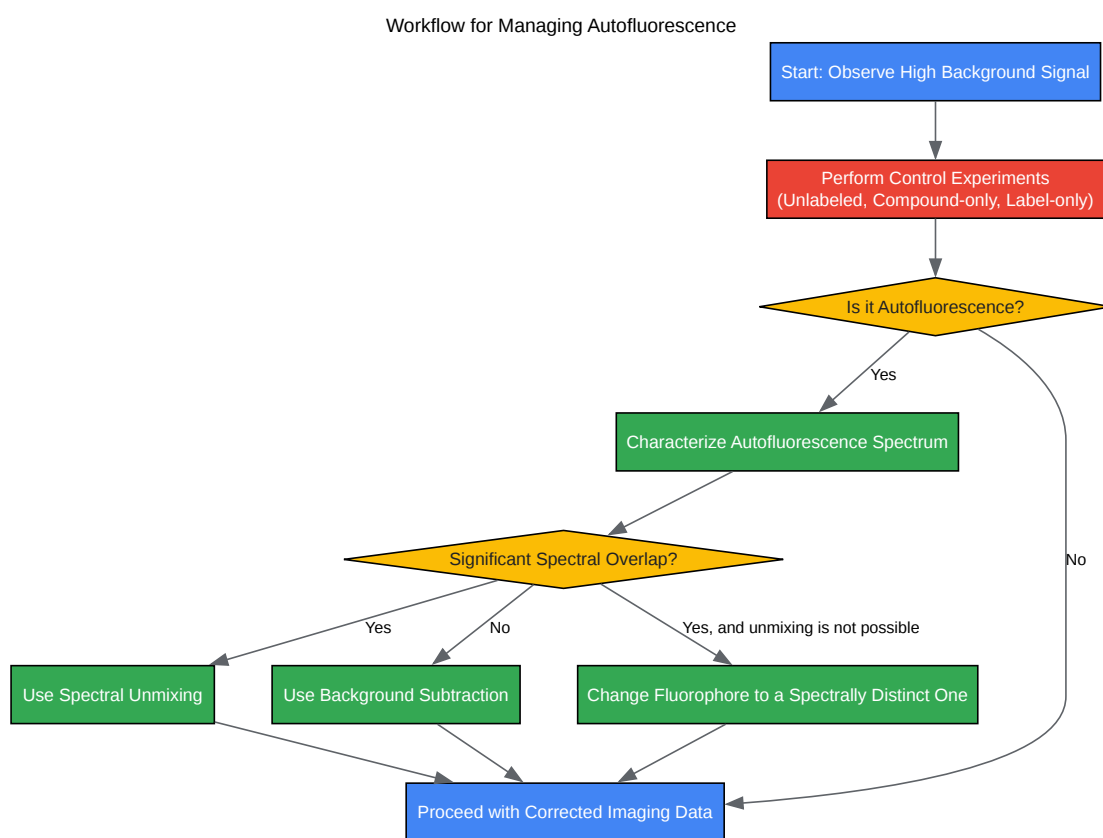 Workflow for Managing Autofluorescence
Start: Observe High Background Signal
Perform Control Experiments
(Unlabeled, Compound-only, Label-only)
Is it Autofluorescence?
Yes
Characterize Autofluorescence Spectrum
No
Significant Spectral Overlap?
Yes
No
Yes, and unmixing is not possible
Use Spectral Unmixing
Use Background Subtraction
Change Fluorophore to a Spectrally Distinct One
Proceed with Corrected Imaging Data